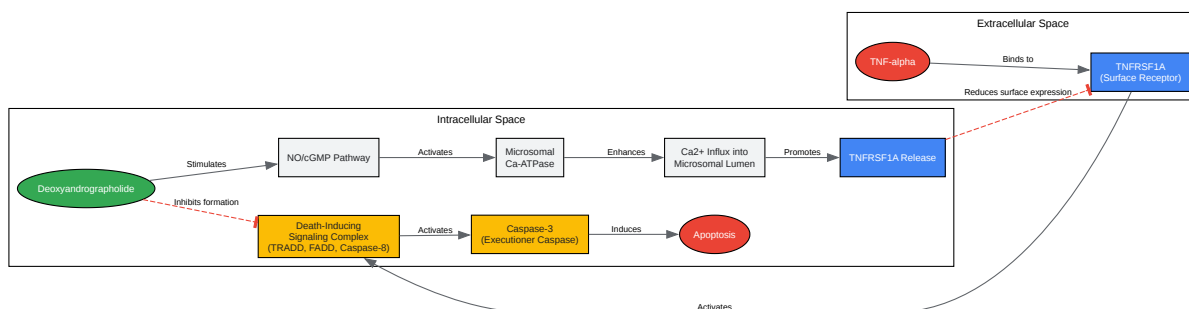 Extracellular Space
TNF-alpha
Binds to
TNFRSF1A
(Surface Receptor)
Reduces surface expression
Intracellular Space
Deoxyandrographolide
Stimulates
NO/cGMP Pathway
Activates
Microsomal
Ca-ATPase
Enhances
Ca2+ Influx into
Microsomal Lumen
Promotes
TNFRSF1A Release
Inhibits formation
Death-Inducing
Signaling Complex
(TRADD, FADD, Caspase-8)
Activates
Caspase-3
(Executioner Caspase)
Induces
Apoptosis
Activates